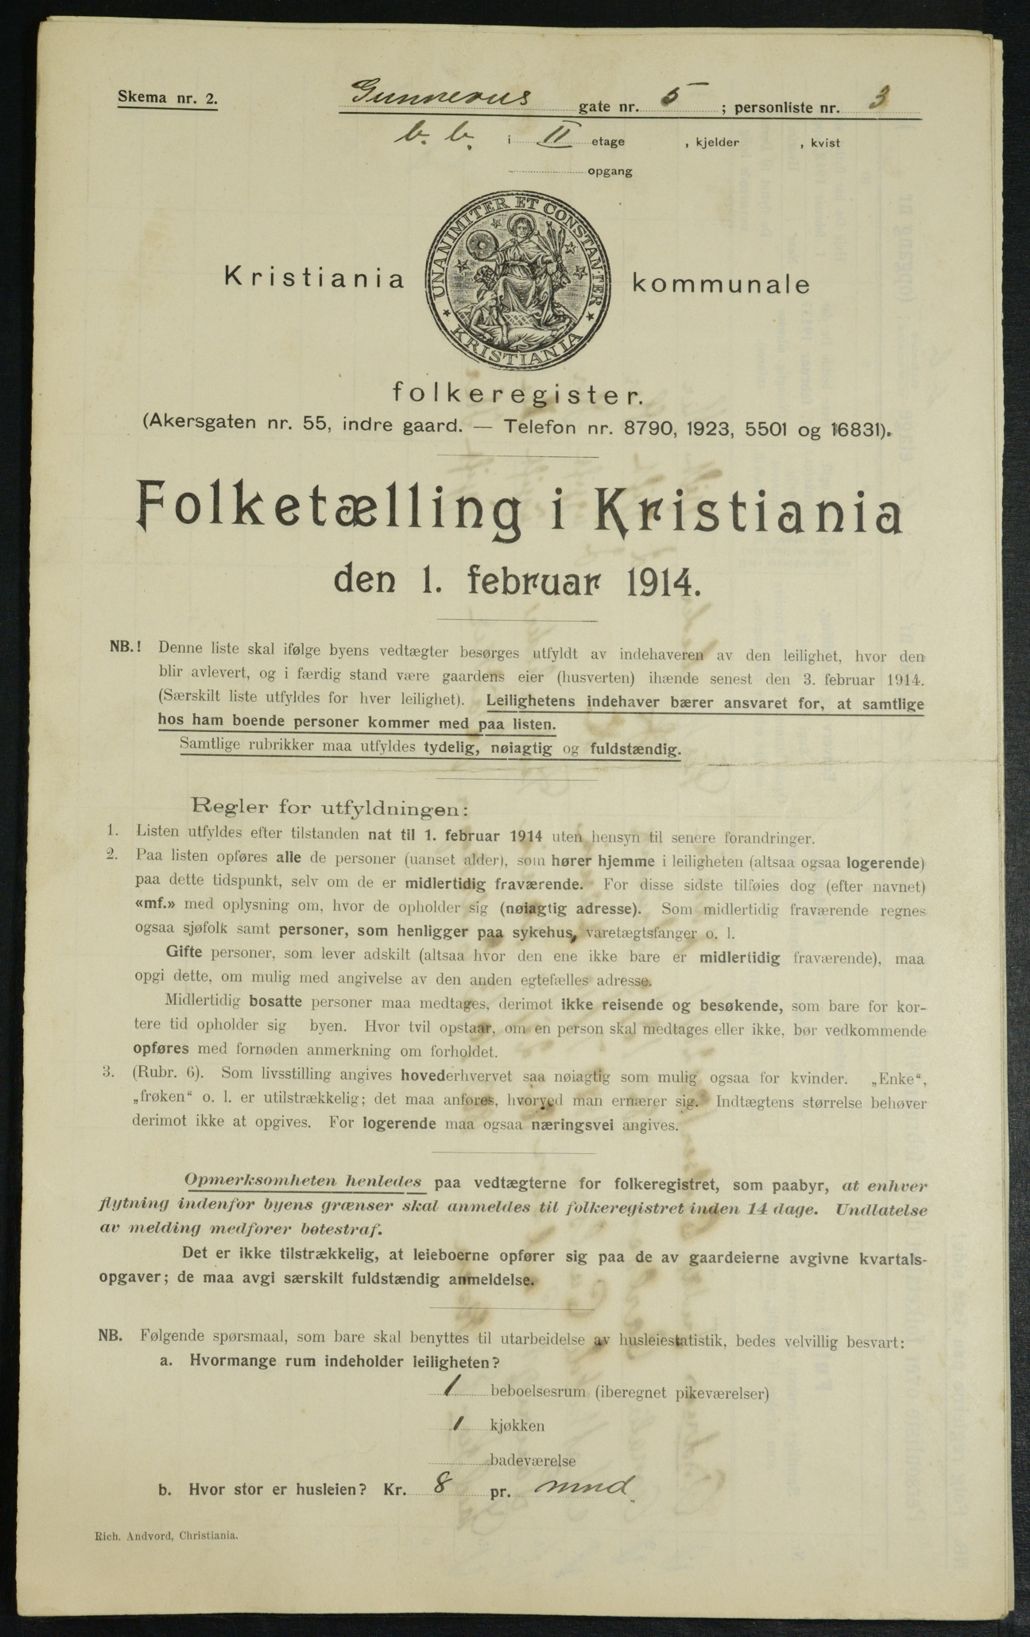 Skema nr. 2.
Gunnerus gate nr. 5 ; personliste nr. 3
b. b. i II etage , kjelder , kvist
opgang
UNANIMITER ET CONSTANTER
KRISTIANIA
Kristiania kommunale
folkeregister.
(Akersgaten nr. 55, indre gaard. — Telefon nr. 8790, 1923, 5501 og 16831).
Folketælling i Kristiania
den 1. februar 1914.
NB.! Denne liste skal ifølge byens vedtægter besørges utfyldt av indehaveren av den leilighet, hvor den
blir avlevert, og i færdig stand være gaardens eier (husverten) ihænde senest den 3. februar 1914.
(Særskilt liste utfyldes for hver leilighet). Leilighetens indehaver bærer ansvaret for, at samtlige
hos ham boende personer kommer med paa listen.
Samtlige rubrikker maa utfyldes tydelig, nøiagtig og fuldstændig.
Regler for utfyldningen:
1. Listen utfyldes efter tilstanden nat til 1. februar 1914 uten hensyn til senere forandringer.
2. Paa listen opføres alle de personer (uanset alder), som hører hjemme i leiligheten (altsaa ogsaa logerende)
paa dette tidspunkt, selv om de er midlertidig fraværende. For disse sidste tilføies dog (efter navnet)
«mf.» med oplysning om, hvor de opholder sig (nøiagtig adresse). Som midlertidig fraværende regnes
ogsaa sjøfolk samt personer, som henligger paa sykehus, varetægtsfanger o. l.
Gifte personer, som lever adskilt (altsaa hvor den ene ikke bare er midlertidig fraværende), maa
opgi dette, om mulig med angivelse av den anden egtefælles adresse.
Midlertidig bosatte personer maa medtages, derimot ikke reisende og besøkende, som bare for kor-
tere tid opholder sig byen. Hvor tvil opstaar, om en person skal medtages eller ikke, bør vedkommende
opføres med fornøden anmerkning om forholdet.
3. (Rubr. 6). Som livsstilling angives hovederhvervet saa nøiagtig som mulig ogsaa for kvinder. „Enke“,
„frøken“ o. l. er utilstrækkelig; det maa anføres, hvorved man ernærer sig. Indtægtens størrelse behøver
derimot ikke at opgives. For logerende maa ogsaa næringsvei angives.
Opmerksomheten henledes paa vedtægterne for folkeregistret, som paabyr, at enhver
flytning indenfor byens grænser skal anmeldes til folkeregistret inden 14 dage. Undlatelse
av melding medfører bøtestraf.
Det er ikke tilstrækkelig, at leieboerne opfører sig paa de av gaardeierne avgivne kvartals-
opgaver; de maa avgi særskilt fuldstændig anmeldelse.
NB. Følgende spørsmaal, som bare skal benyttes til utarbeidelse av husleiestatistik, bedes velvillig besvart:
a. Hvormange rum indeholder leiligheten?
1 beboelsesrum (iberegnet pikeværelser)
1 kjøkken
badeværelse
b. Hvor stor er husleien? Kr. 8 pr. mnd.
Rich. Andvord, Christiania.